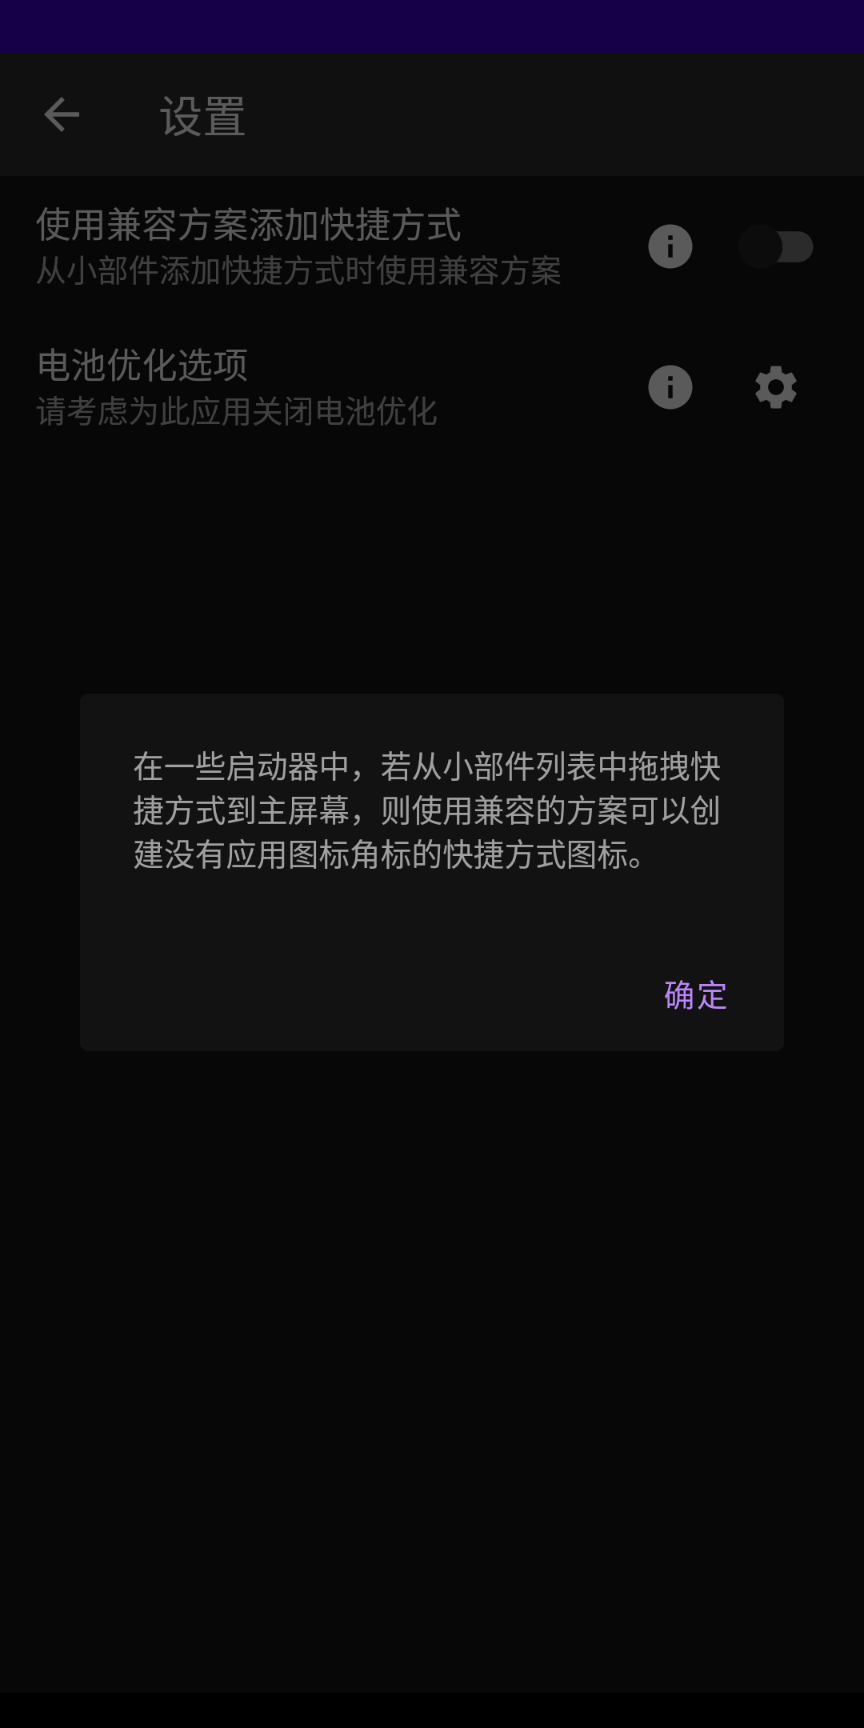 设置
使用兼容方案添加快捷方式
从小部件添加快捷方式时使用兼容方案
电池优化选项
请考虑为此应用关闭电池优化
在一些启动器中，若从小部件列表中拖拽快
捷方式到主屏幕，则使用兼容的方案可以创
建没有应用图标角标的快捷方式图标。
确定